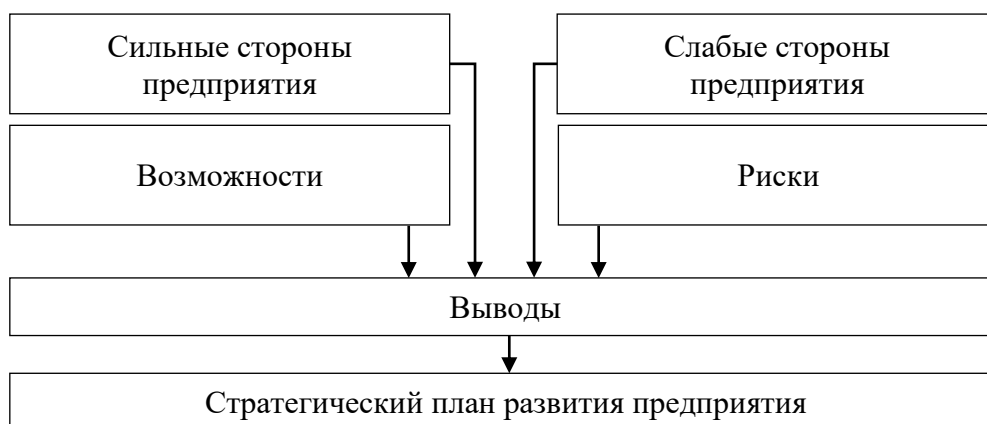 Сильные стороны
предприятия
Слабые стороны
предприятия
Возможности
Риски
Выводы
Стратегический план развития предприятия